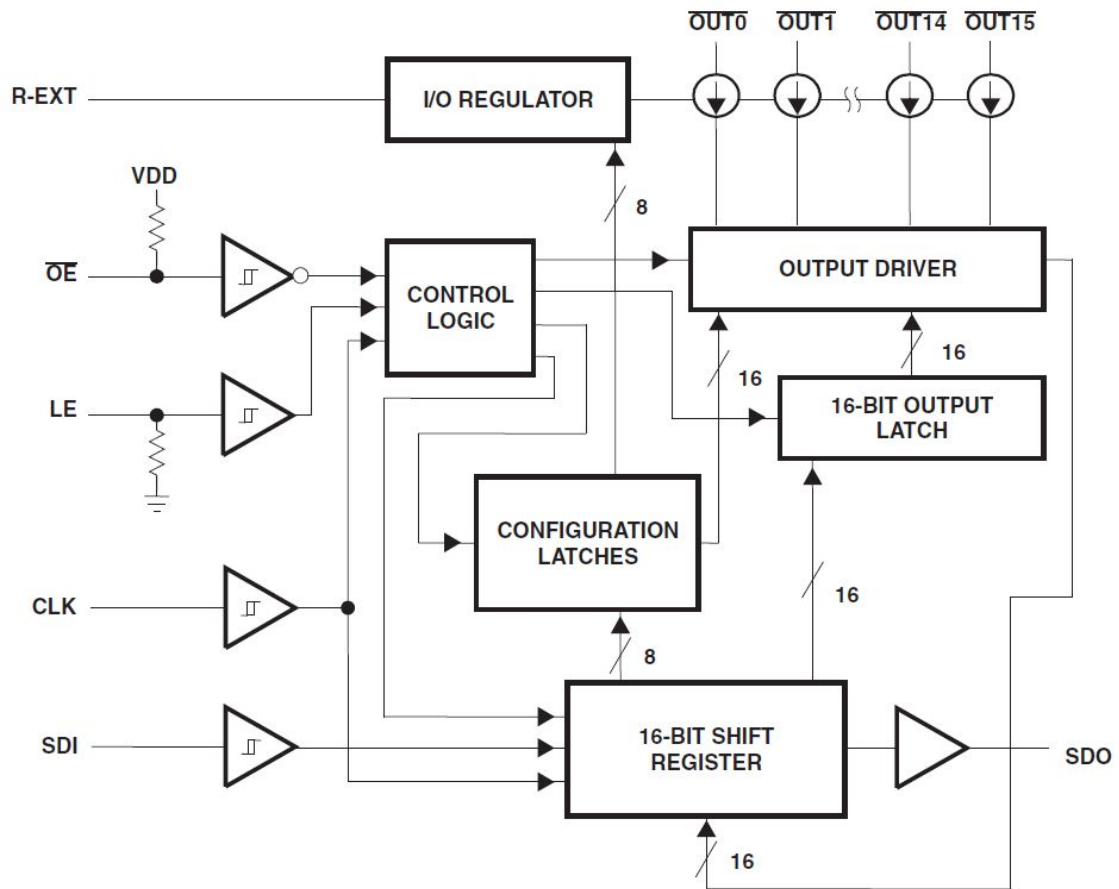 OUT0 OUT1 OUT14 OUT15
R-EXT
I/O REGULATOR
VDD
8
OE
CONTROL
LOGIC
OUTPUT DRIVER
16
16
LE
16-BIT OUTPUT
LATCH
CONFIGURATION
LATCHES
CLK
16
8
SDI
16-BIT SHIFT
REGISTER
SDO
16